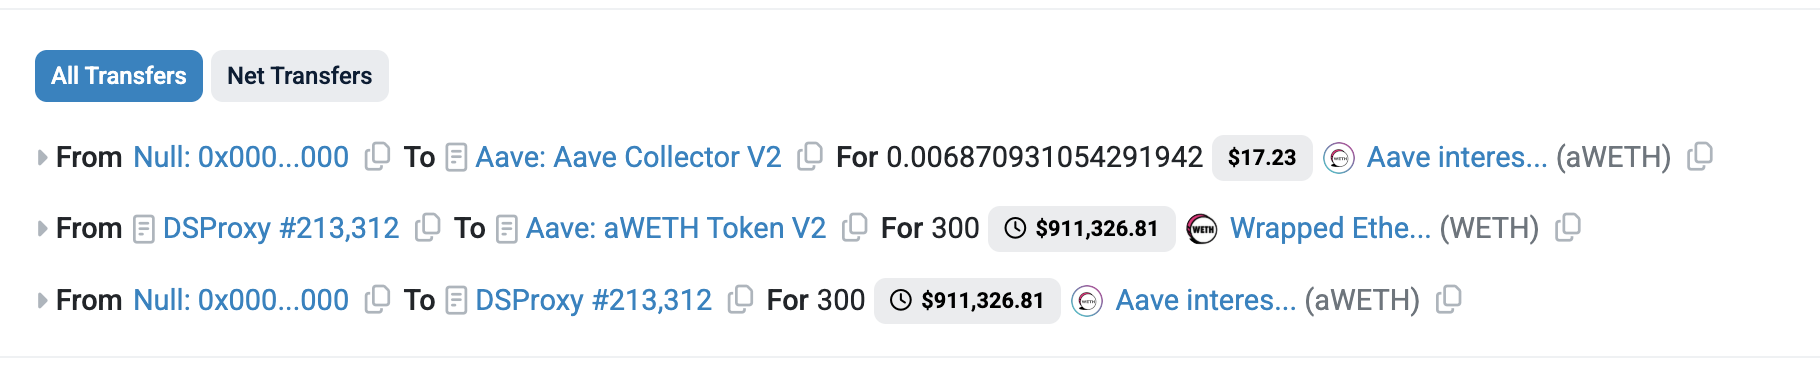 All Transfers Net Transfers
From Null: 0x000...000 To Aave: Aave Collector V2 For 0.006870931054291942 $17.23 Aave interes... (aWETH)
From DSProxy #213,312 To Aave: aWETH Token V2 For 300 $911,326.81 WETH Wrapped Ethe... (WETH)
From Null: 0x000...000 To DSProxy #213,312 For 300 $911,326.81 Aave interes... (aWETH)